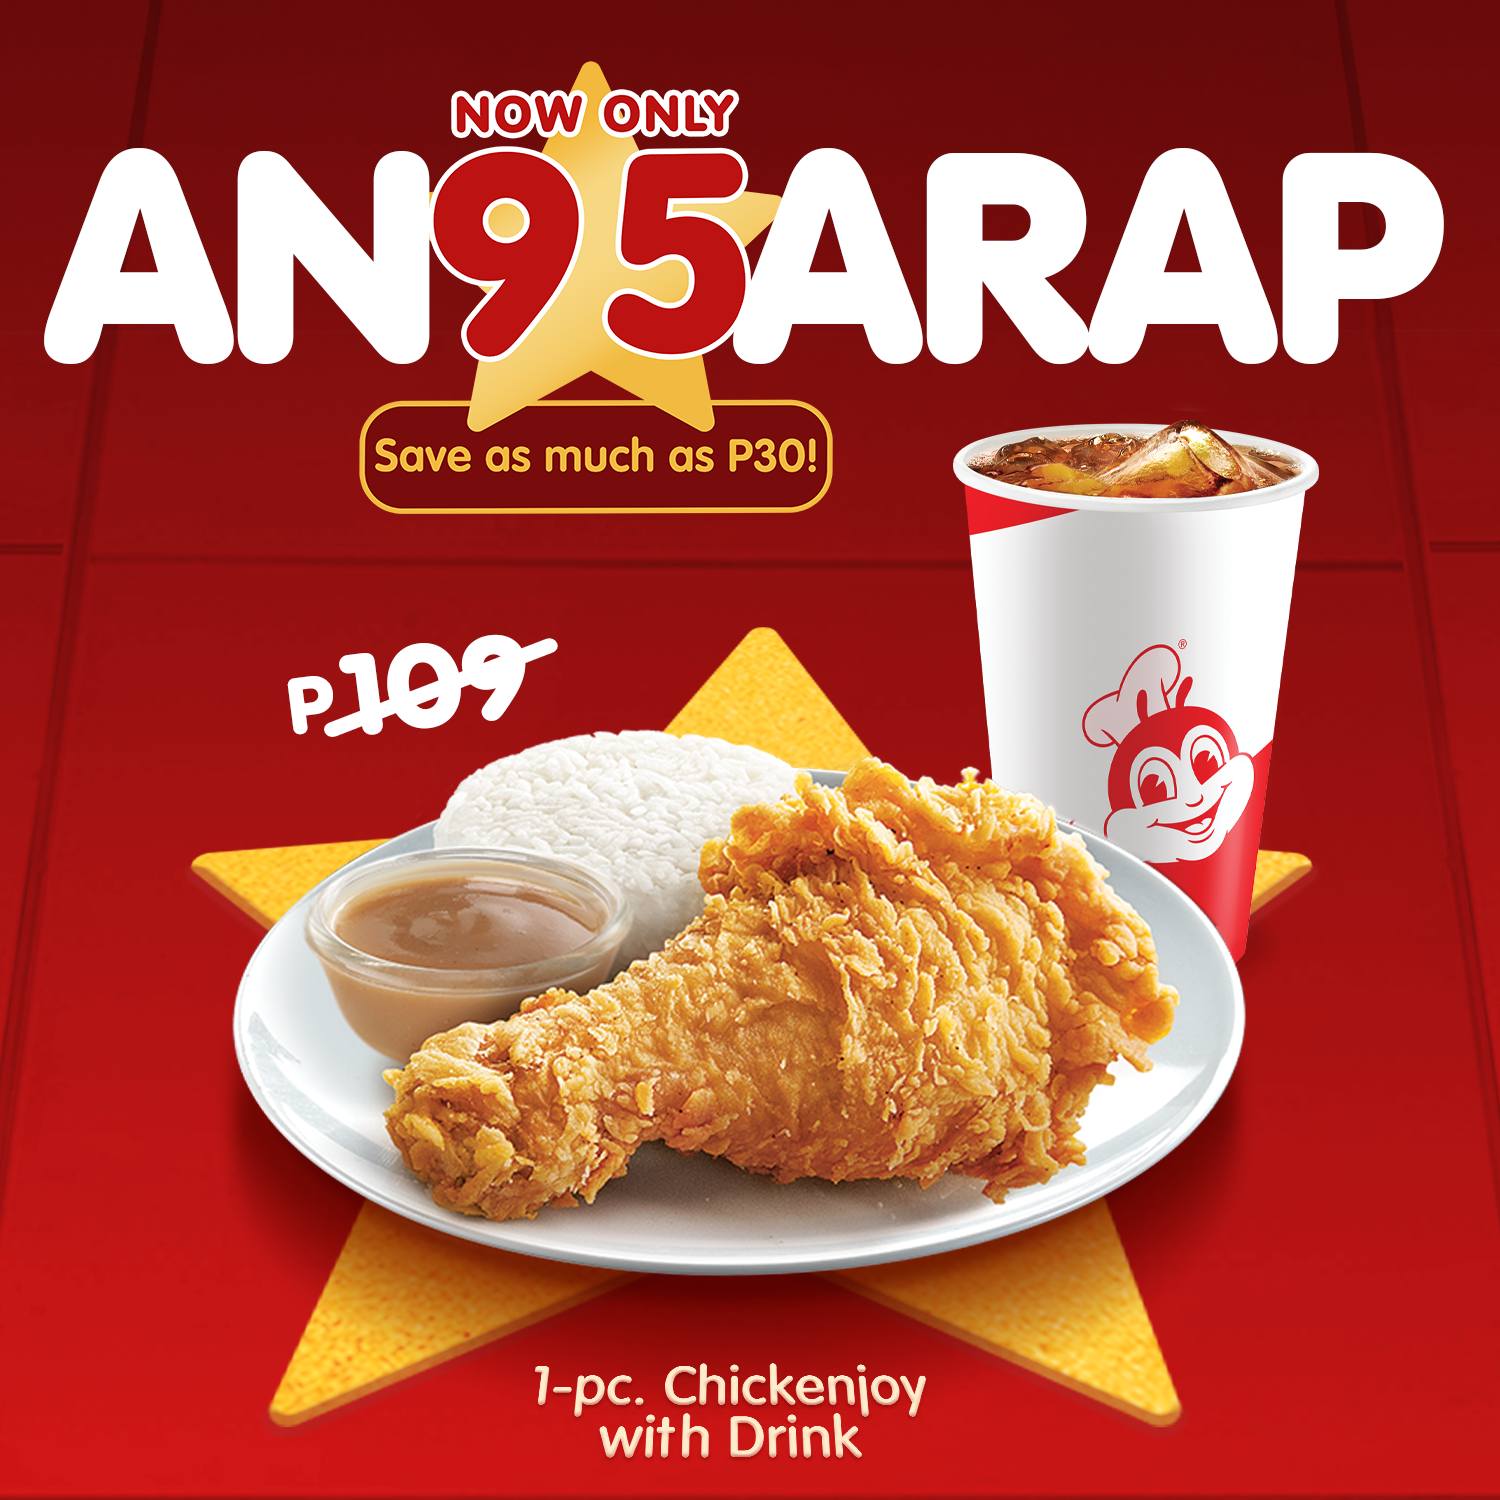 NOW ONLY
AN95ARAP
Save as much as P30!
P109
®
1-pc. Chickenjoy
with Drink